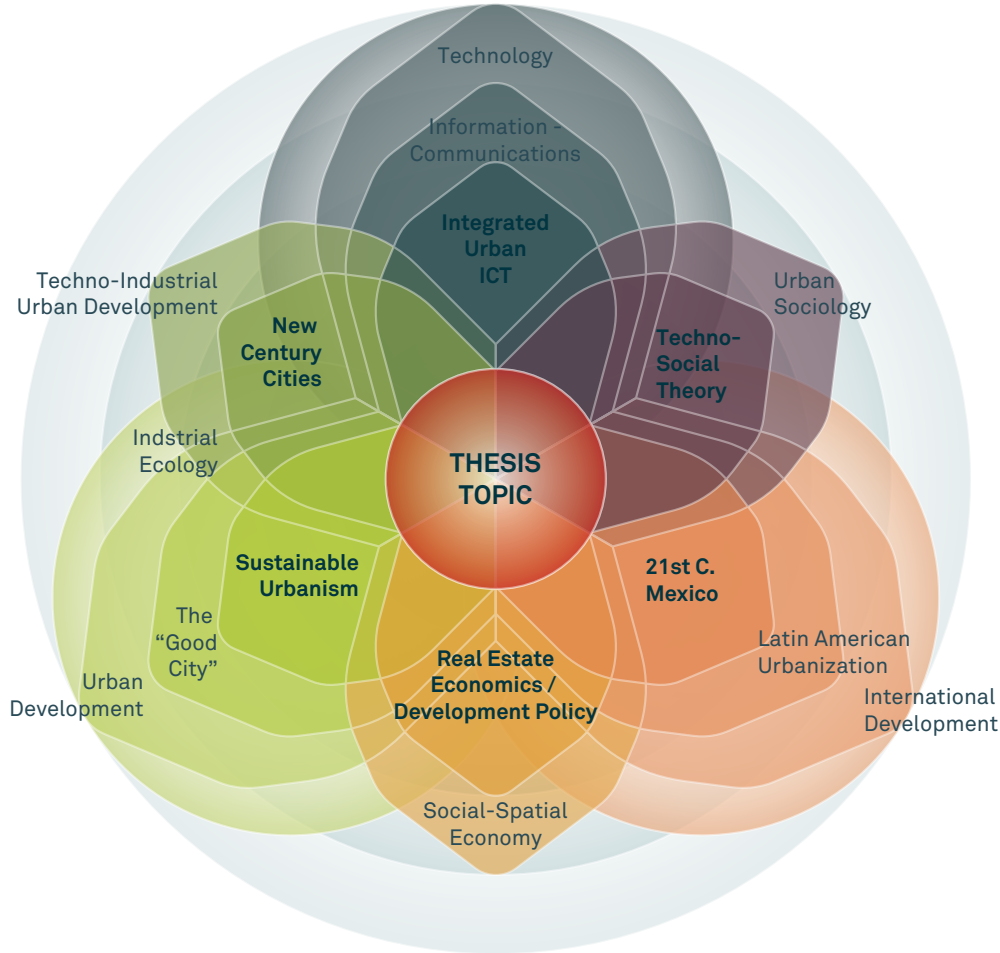 Technology
Information -
Communications
Integrated
Urban
ICT
Techno-Industrial
Urban Development
New
Century
Cities
Urban
Sociology
Techno-
Social
Theory
Indstrial
Ecology
THESIS
TOPIC
Sustainable
Urbanism
21st C.
Mexico
The
“Good
City”
Urban
Development
Real Estate
Economics /
Development Policy
Latin American
Urbanization
International
Development
Social-Spatial
Economy